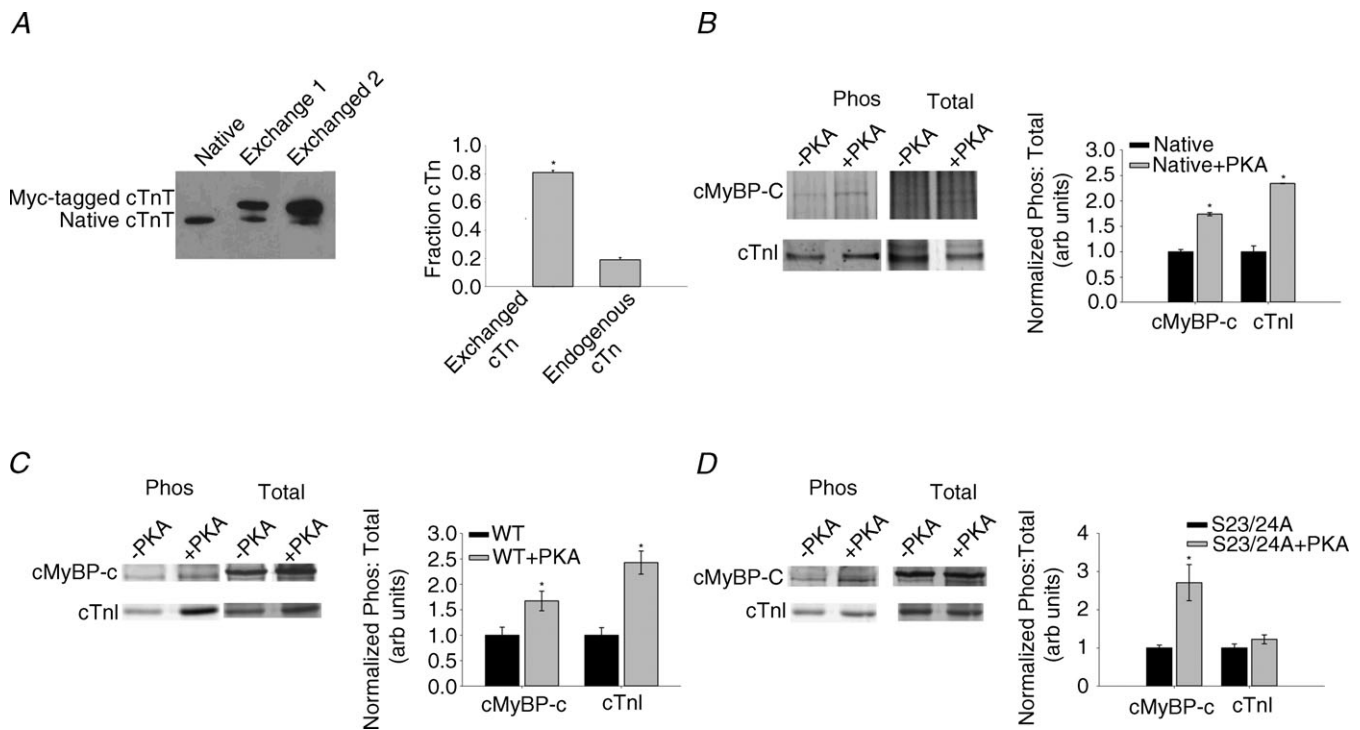 A
Native
Exchange 1
Exchanged 2
Myc-tagged cTnT
Native cTnT
Fraction cTn
1.0
0.8
0.6
0.4
0.2
0.0
*
Exchanged
cTn
Endogenous
cTn
B
Phos Total
-PKA +PKA -PKA +PKA
cMyBP-C
cTnI
Normalized Phos: Total
(arb units)
3.0
2.5
2.0
1.5
1.0
0.5
0.0
Native
Native+PKA
* *
cMyBP-c cTnI
C
Phos Total
-PKA +PKA -PKA +PKA
cMyBP-c
cTnI
Normalized Phos: Total
(arb units)
3.0
2.5
2.0
1.5
1.0
0.5
0.0
WT
WT+PKA
* *
cMyBP-c cTnI
D
Phos Total
-PKA +PKA -PKA +PKA
cMyBP-C
cTnI
Normalized Phos:Total
(arb units)
4
3
2
1
0
S23/24A
S23/24A+PKA
*
cMyBP-c cTnI